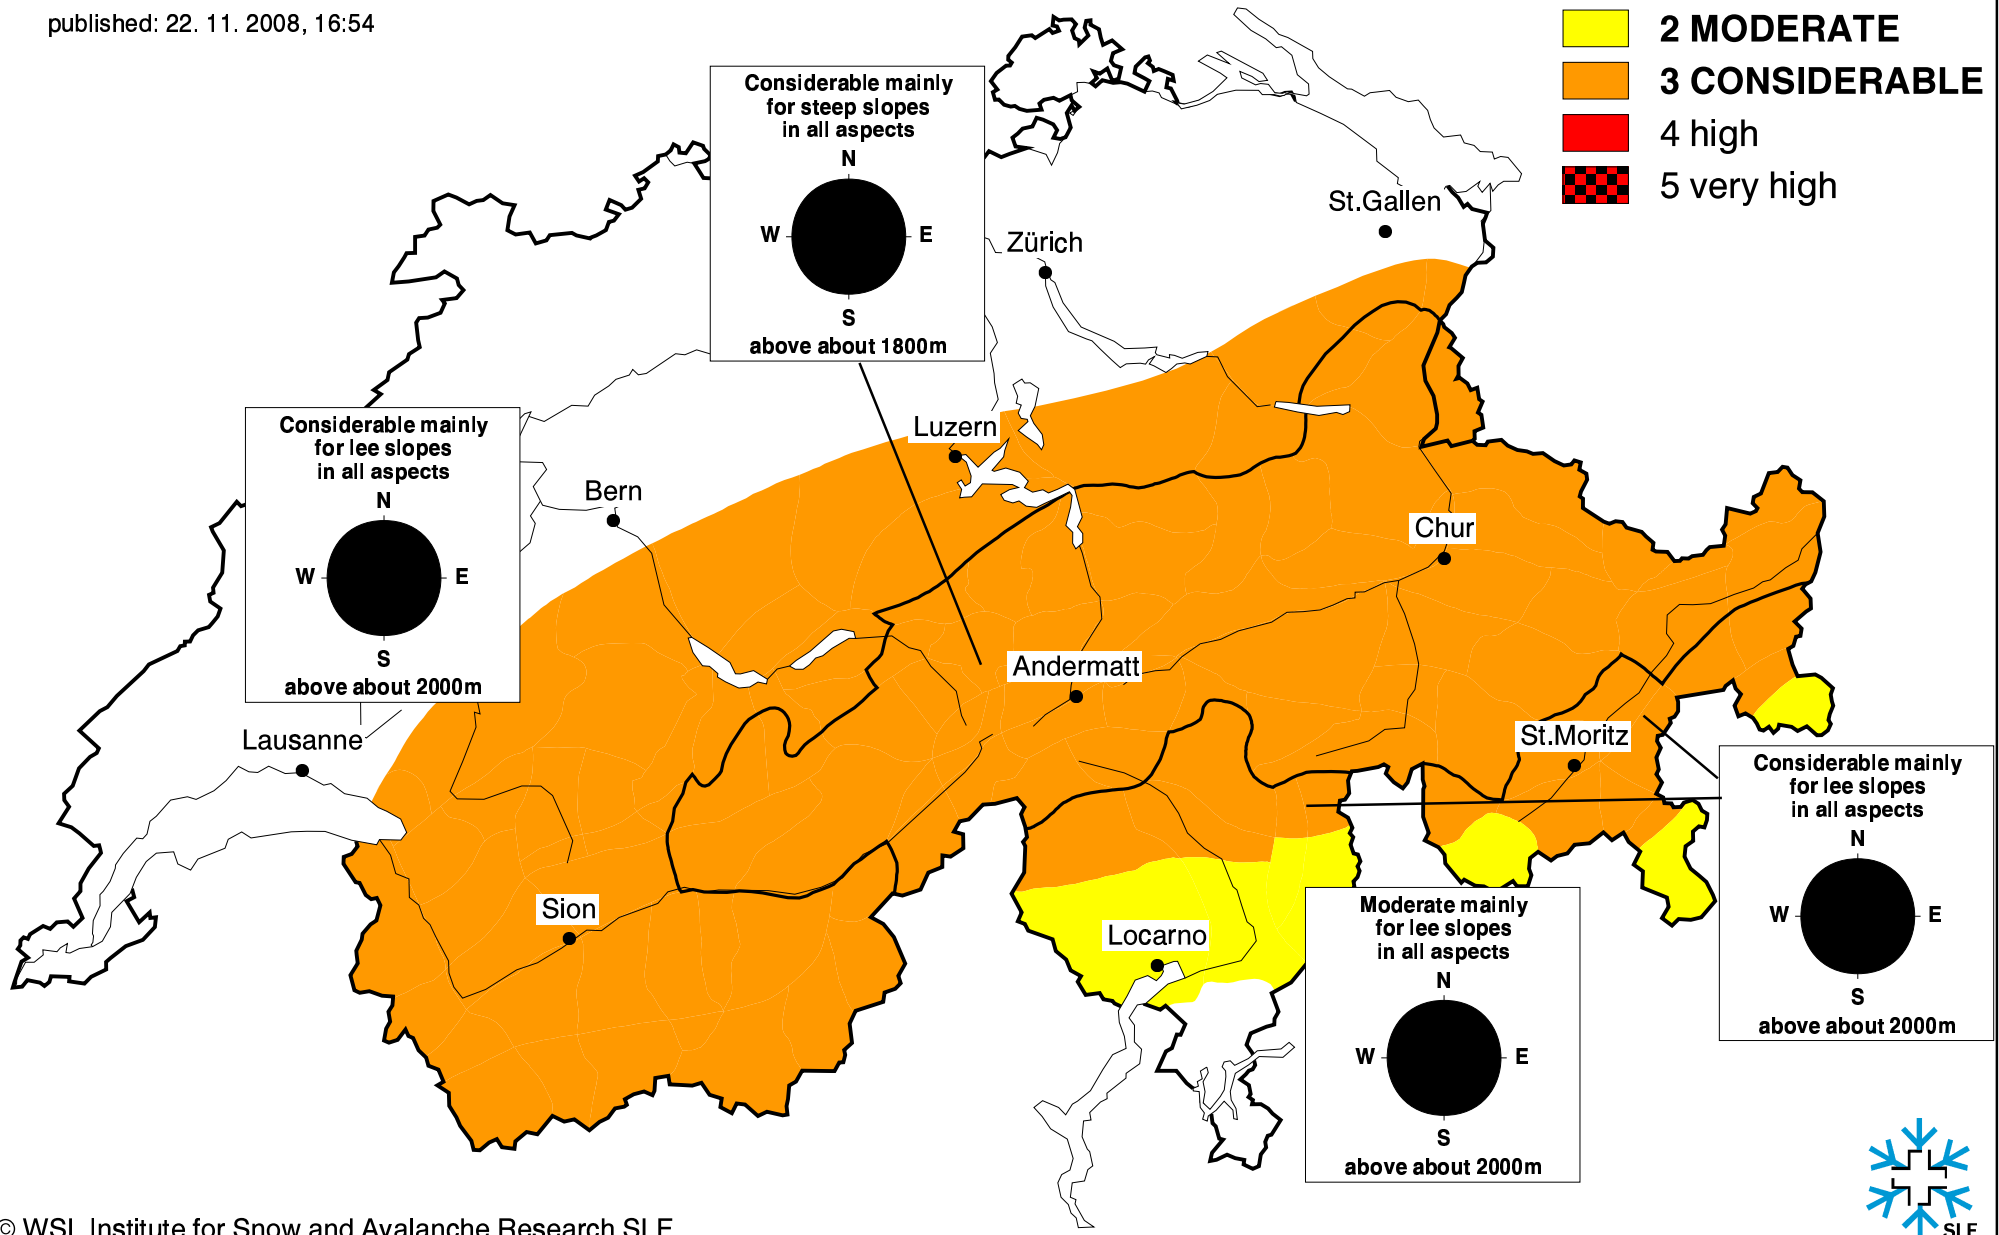 published: 22. 11. 2008, 16:54
2 MODERATE
3 CONSIDERABLE
4 high
5 very high
Considerable mainly
for steep slopes
in all aspects
N
W E
S
above about 1800m
St.Gallen
Zürich
Considerable mainly
for lee slopes
in all aspects
N
W E
S
above about 2000m
Luzern
Bern
Chur
Andermatt
Lausanne
St.Moritz
Sion
Locarno
Considerable mainly
for lee slopes
in all aspects
N
W E
S
above about 2000m
Moderate mainly
for lee slopes
in all aspects
N
W E
S
above about 2000m
© WSL Institute for Snow and Avalanche Research SLF
SLF